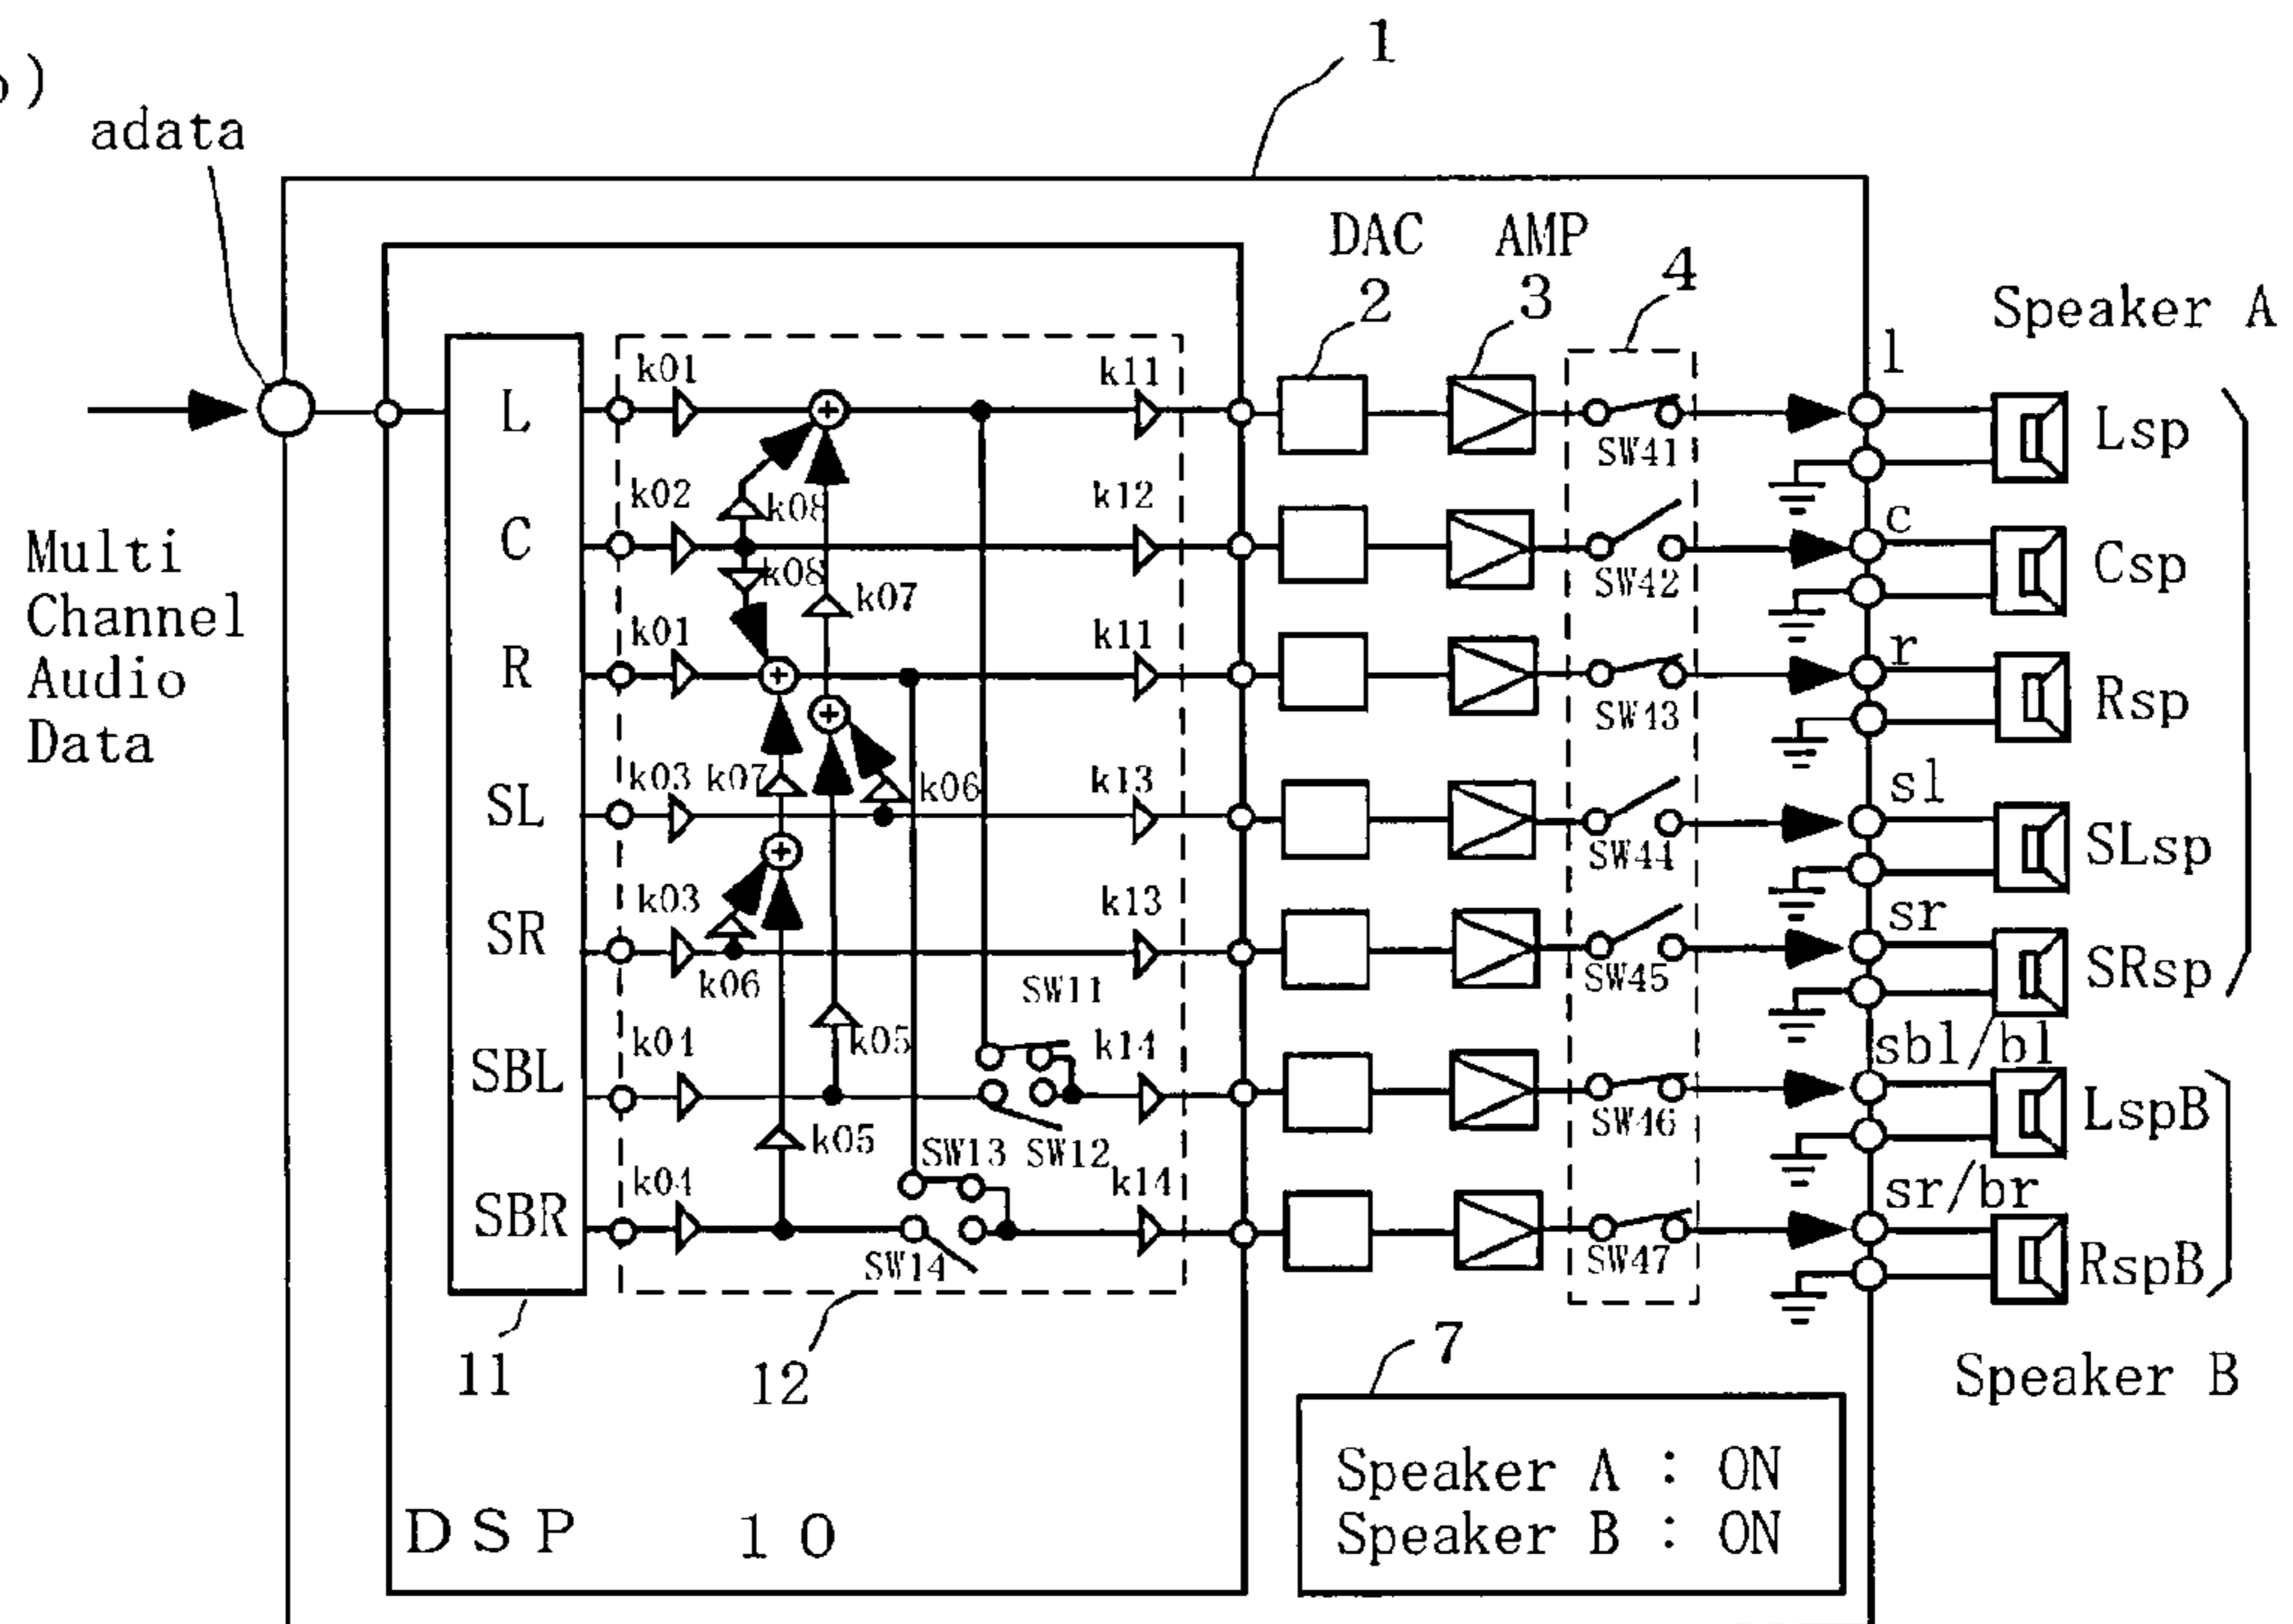 )
adata
1
DAC
AMP
2
3
4
Speaker A
Multi
Channel
Audio
Data
L
C
R
SL
SR
SBL
SBR
k01
k11
k02
k08
k12
k08
k07
k01
k11
k03
k07
k06
k13
k03
k06
k13
SW11
k04
k05
k14
SW13
SW12
k04
k05
k14
SW14
SW41
SW42
SW43
SW44
SW45
SW46
SW47
l
c
r
sl
sr
sbl/bl
sr/br
Lsp
Csp
Rsp
SLsp
SRsp
LspB
RspB
Speaker B
11
12
7
Speaker A : ON
Speaker B : ON
DSP 10